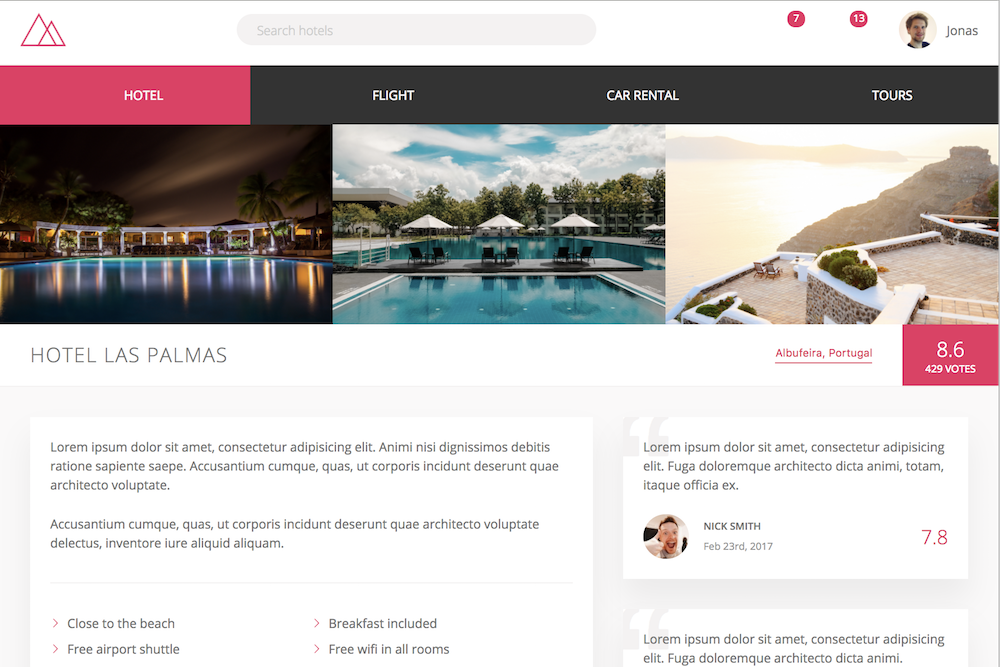 Search hotels
7
13
Jonas
HOTEL
FLIGHT
CAR RENTAL
TOURS
HOTEL LAS PALMAS
Albufeira, Portugal
8.6
429 VOTES
Lorem ipsum dolor sit amet, consectetur adipisicing elit. Animi nisi dignissimos debitis
ratione sapiente saepe. Accusantium cumque, quas, ut corporis incidunt deserunt quae
architecto voluptate.
Accusantium cumque, quas, ut corporis incidunt deserunt quae architecto voluptate
delectus, inventore iure aliquid aliquam.
Close to the beach
Breakfast included
Free airport shuttle
Free wifi in all rooms
“
Lorem ipsum dolor sit amet, consectetur adipisicing
elit. Fuga doloremque architecto dicta animi, totam,
itaque officia ex.
NICK SMITH
Feb 23rd, 2017
7.8
“
Lorem ipsum dolor sit amet, consectetur adipisicing
elit. Fuga doloremque architecto dicta animi.